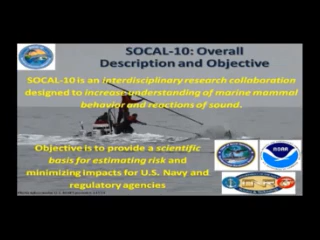 SOCAL-10: Overall
Description and Objective
SOCAL-10 is an interdisciplinary research collaboration
designed to increase understanding of marine mammal
behavior and reactions of sound.
Objective is to provide a scientific
basis for estimating risk and
minimizing impacts for U.S. Navy and
regulatory agencies
NOAA